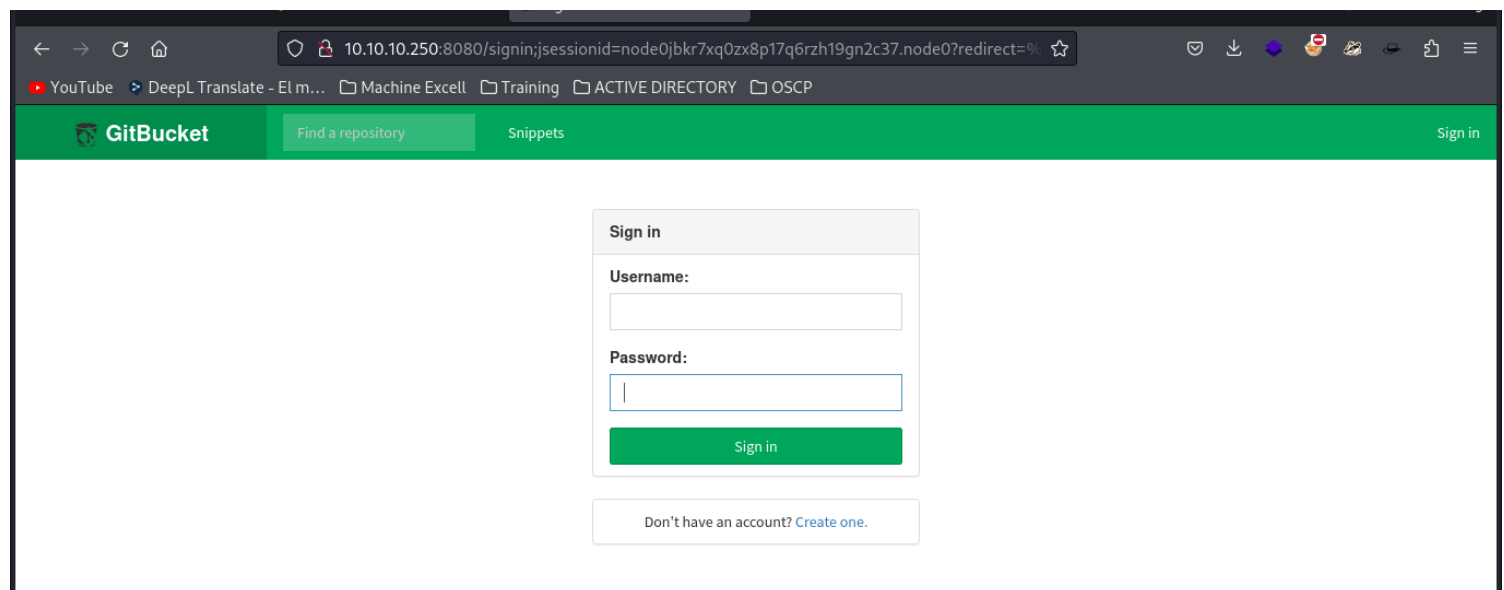 10.10.10.250:8080/signin;jsessionid=node0jbkr7xq0zx8p17q6rzh19gn2c37.node0?redirect=%
YouTube DeepL Translate - El m... Machine Excell Training ACTIVE DIRECTORY OSCP
GitBucket Find a repository Snippets Sign in
Sign in
Username:
Password:
Sign in
Don't have an account? Create one.